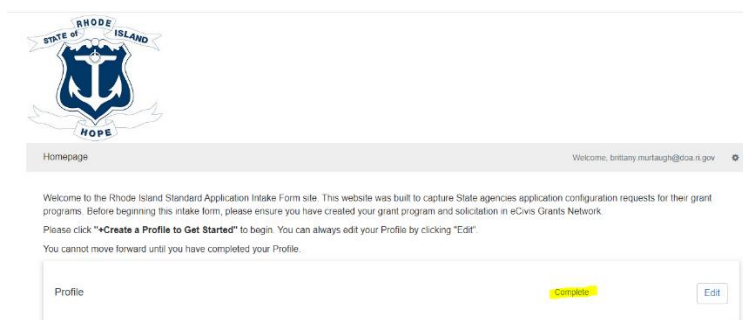 RHODE
STATE of ISLAND
HOPE
Homepage
Welcome, brittany.murtaugh@doa.ri.gov
Welcome to the Rhode Island Standard Application Intake Form site. This website was built to capture State agencies application configuration requests for their grant
programs. Before beginning this intake form, please ensure you have created your grant program and solicitation in eCivis Grants Network.
Please click "+Create a Profile to Get Started" to begin. You can always edit your Profile by clicking "Edit".
You cannot move forward until you have completed your Profile.
Profile
Complete
Edit